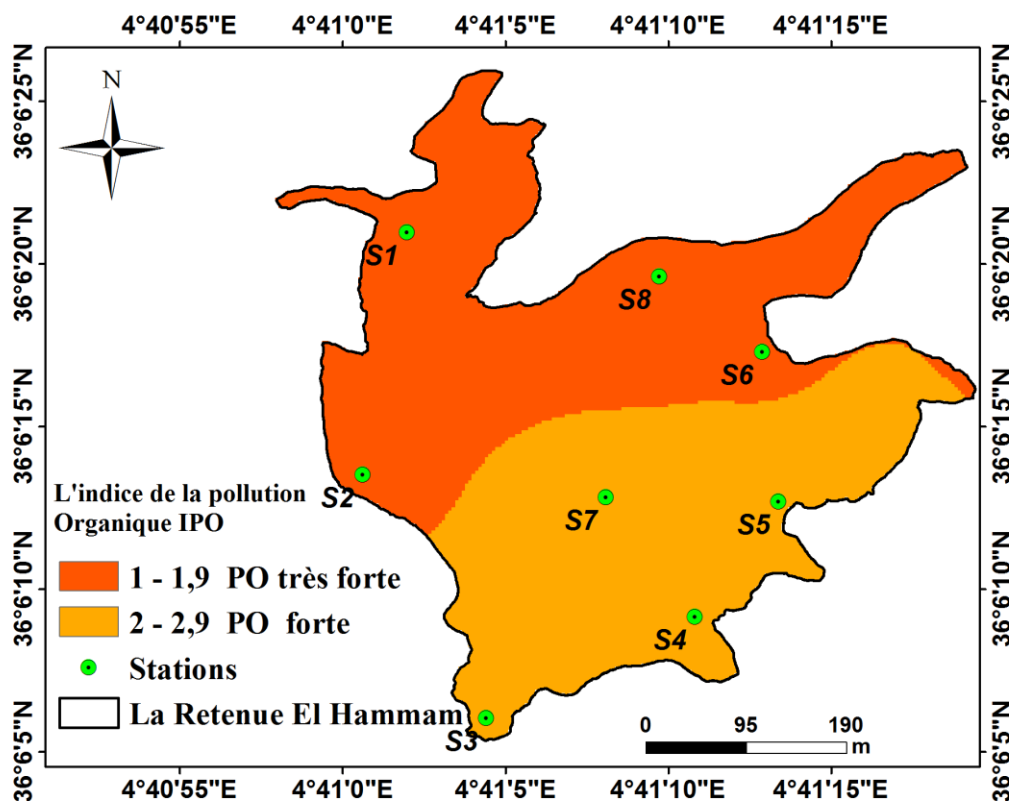 4°40'55"E 4°41'0"E 4°41'5"E 4°41'10"E 4°41'15"E
N
36°6'25"N 36°6'25"N
36°6'20"N 36°6'20"N
36°6'15"N 36°6'15"N
36°6'10"N 36°6'10"N
36°6'5"N 36°6'5"N
S1
S8
S6
S2
S7
S5
S4
S3
L'indice de la pollution
Organique IPO
1 - 1,9 PO très forte
2 - 2,9 PO forte
Stations
La Retenue El Hammam
0 95 190
m
4°40'55"E 4°41'0"E 4°41'5"E 4°41'10"E 4°41'15"E